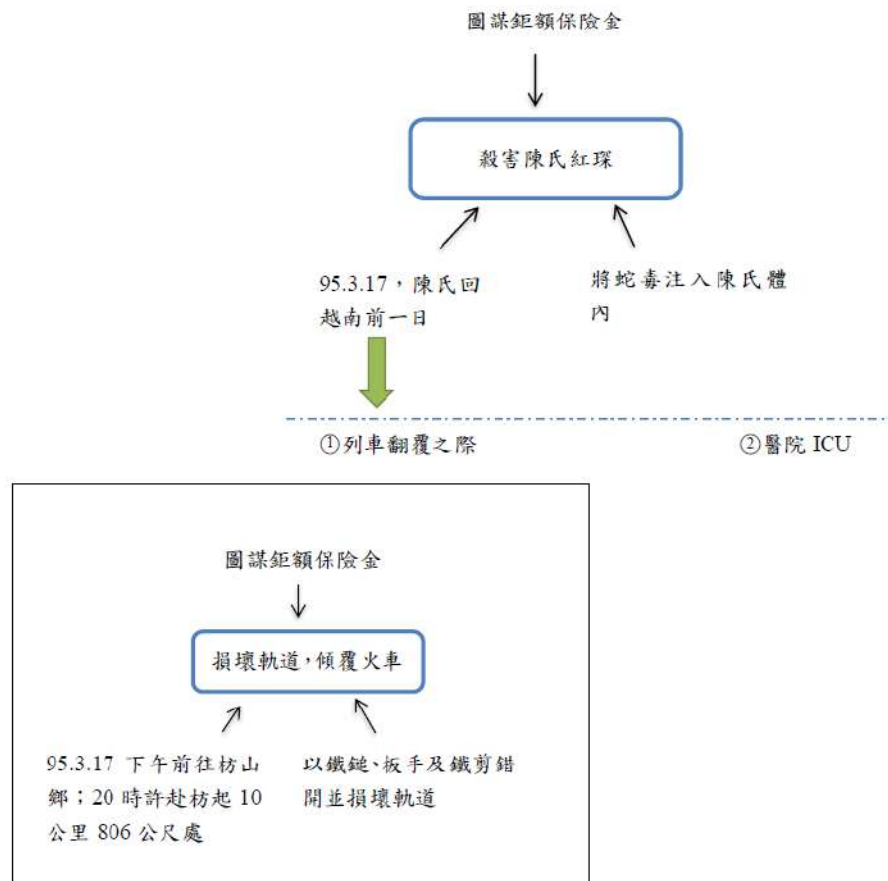 圖謀鉅額保險金
殺害陳氏紅琛
95.3.17,陳氏回
越南前一日
將蛇毒注入陳氏體
內
①列車翻覆之際
②醫院 ICU
圖謀鉅額保險金
損壞軌道,傾覆火車
95.3.17 下午前往枋山
鄉;20 時許赴枋起 10
公里 806 公尺處
以鐵鎚、扳手及鐵剪錯
開並損壞軌道